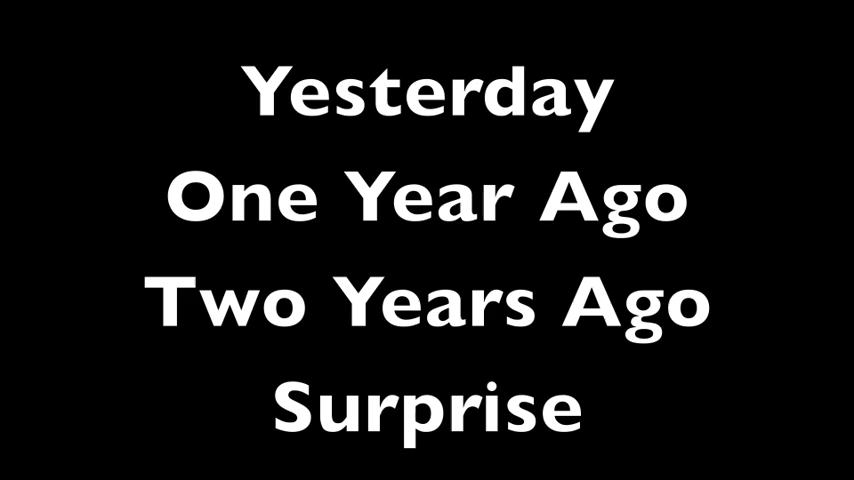 Yesterday
One Year Ago
Two Years Ago
Surprise